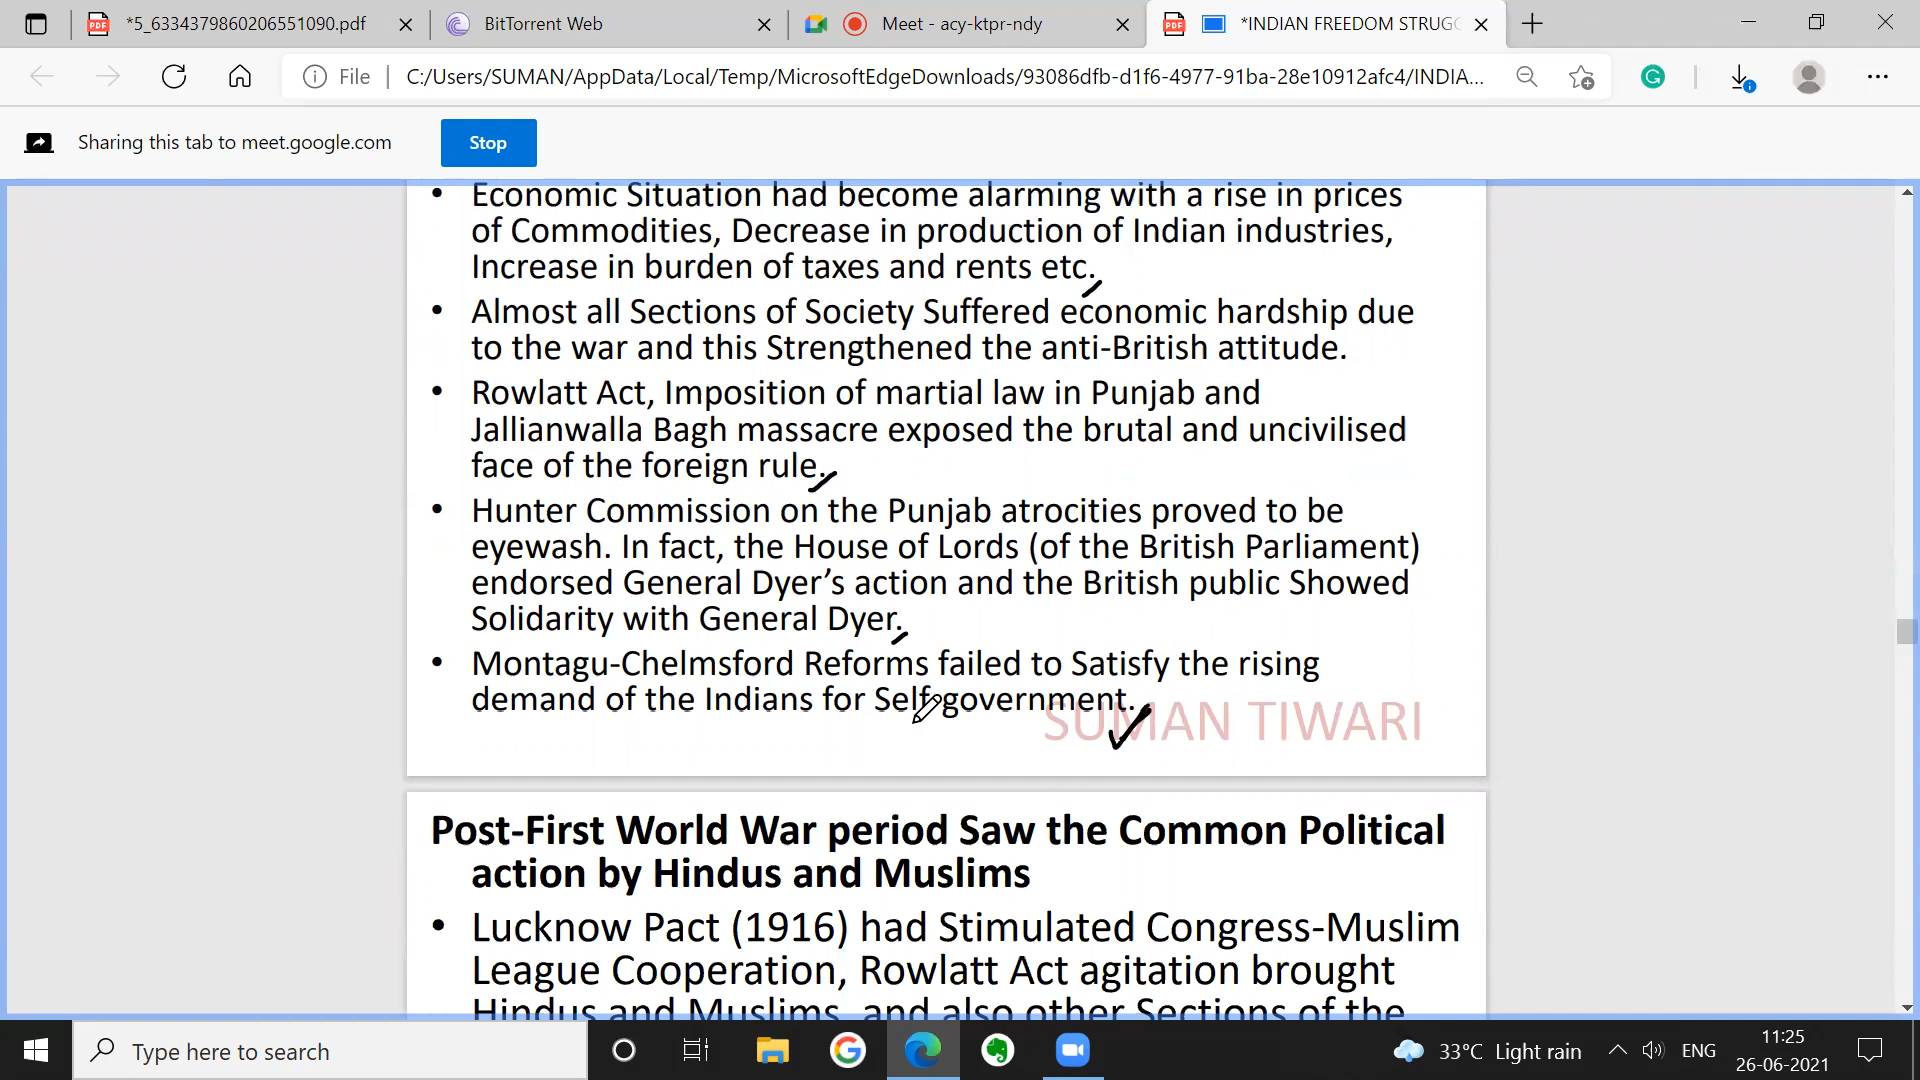 *5_6334379860206551090.pdf
BitTorrent Web
Meet - acy-ktpr-ndy
*INDIAN FREEDOM STRUGG
File
C:/Users/SUMAN/AppData/Local/Temp/MicrosoftEdgeDownloads/93086dfb-d1f6-4977-91ba-28e10912afc4/INDIA...
Sharing this tab to meet.google.com
Stop
• Economic Situation had become alarming with a rise in prices
of Commodities, Decrease in production of Indian industries,
Increase in burden of taxes and rents etc.
• Almost all Sections of Society Suffered economic hardship due
to the war and this Strengthened the anti-British attitude.
• Rowlatt Act, Imposition of martial law in Punjab and
Jallianwalla Bagh massacre exposed the brutal and uncivilised
face of the foreign rule.
• Hunter Commission on the Punjab atrocities proved to be
eyewash. In fact, the House of Lords (of the British Parliament)
endorsed General Dyer’s action and the British public Showed
Solidarity with General Dyer.
• Montagu-Chelmsford Reforms failed to Satisfy the rising
demand of the Indians for Self-government.
SUMAN TIWARI
Post-First World War period Saw the Common Political
action by Hindus and Muslims
• Lucknow Pact (1916) had Stimulated Congress-Muslim
League Cooperation, Rowlatt Act agitation brought
Hindus and Muslims, and also other Sections of the
Type here to search
33°C Light rain
ENG
11:25
26-06-2021